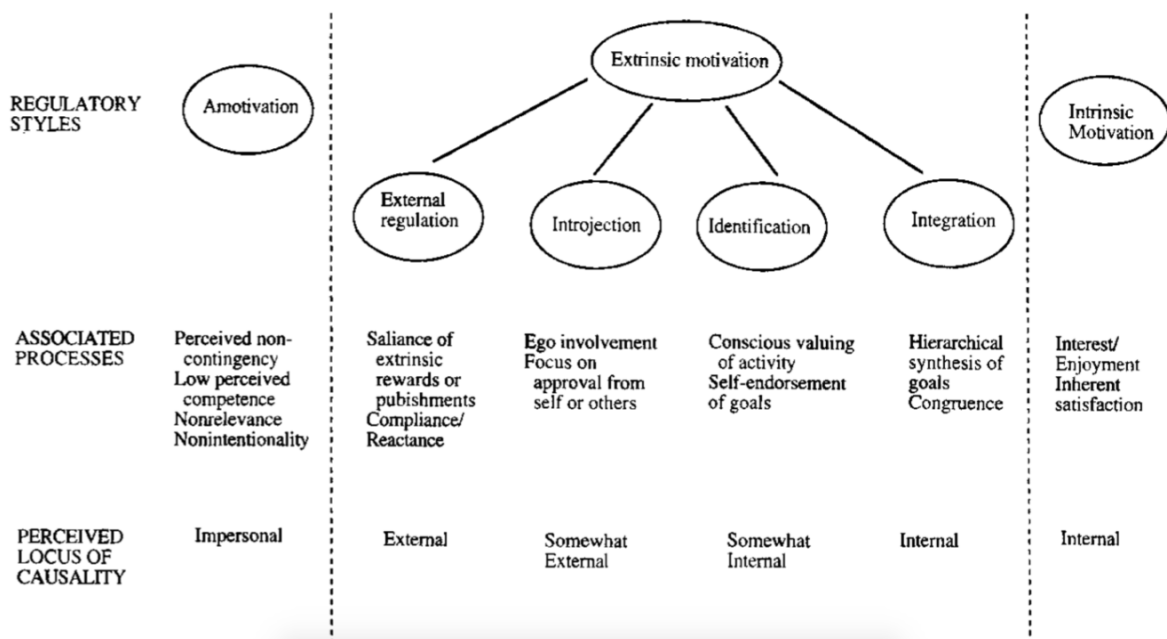 Extrinsic motivation
REGULATORY
STYLES
Amotivation
Intrinsic
Motivation
External
regulation
Introjection
Identification
Integration
ASSOCIATED
PROCESSES
Perceived non-
contingency
Low perceived
competence
Nonrelevance
Nonintentionality
Saliance of
extrinsic
rewards or
pubishments
Compliance/
Reactance
Ego involvement
Focus on
approval from
self or others
Conscious valuing
of activity
Self-endorsement
of goals
Hierarchical
synthesis of
goals
Congruence
Interest/
Enjoyment
Inherent
satisfaction
PERCEIVED
LOCUS OF
CAUSALITY
Impersonal
External
Somewhat
External
Somewhat
Internal
Internal
Internal